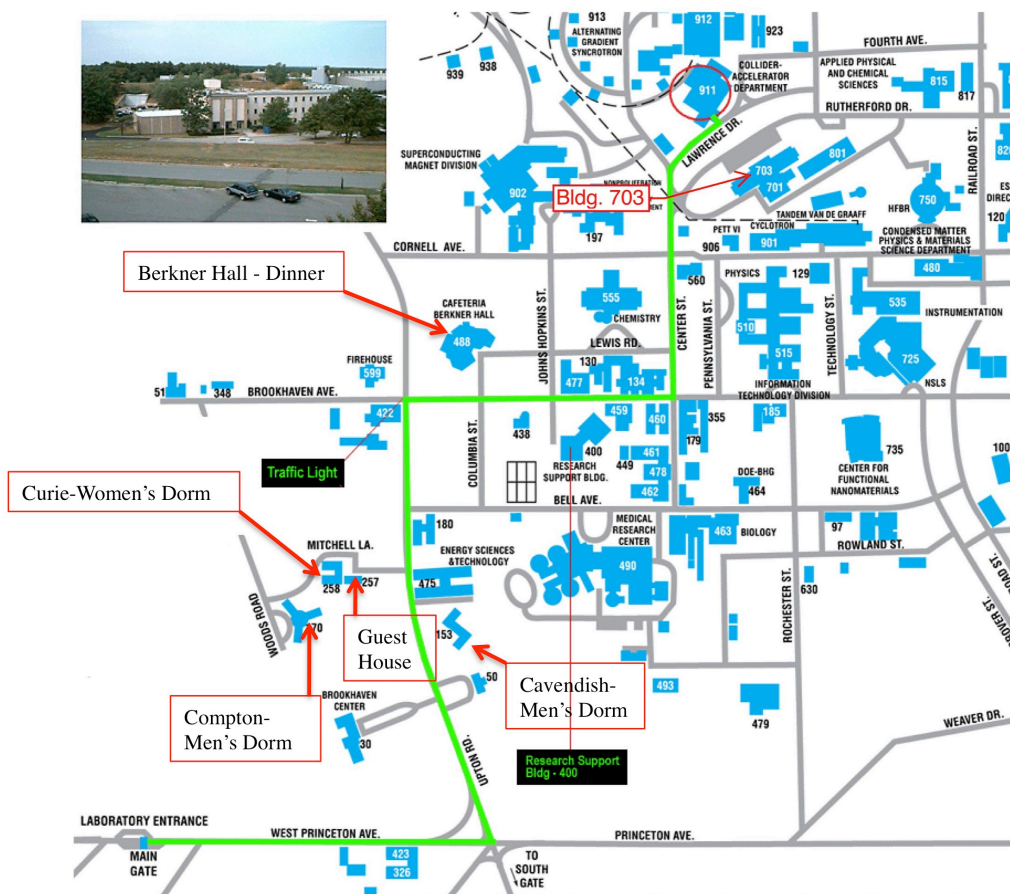 913
912
923
ALTERNATING
GRADIENT
SYNCROTRON
FOURTH AVE.
939
938
COLLIDER-
ACCELERATOR
DEPARTMENT
911
APPLIED PHYSICAL
AND CHEMICAL
SCIENCES
815
817
RUTHERFORD DR.
LAWRENCE DR.
RAILROAD ST.
SUPERCONDUCTING
MAGNET DIVISION
902
NONPROLIFERATION
Bldg. 703
703
701
801
750
HFBR
197
TANDEM VAN DE GRAAFF
PETT VI
CYCLOTRON
906
901
CONDENSED MATTER
PHYSICS & MATERIALS
SCIENCE DEPARTMENT
120
CORNELL AVE.
480
Berkner Hall - Dinner
560
PHYSICS
129
555
CHEMISTRY
535
INSTRUMENTATION
CAFETERIA
BERKNER HALL
488
JOHNS HOPKINS ST.
CENTER ST.
PENNSYLVANIA ST.
TECHNOLOGY ST.
510
515
725
NSLS
LEWIS RD.
130
FIREHOUSE
599
477
134
INFORMATION
TECHNOLOGY DIVISION
51
348
BROOKHAVEN AVE.
422
COLUMBIA ST.
438
459
460
355
185
179
400
RESEARCH
SUPPORT BLDG.
449
461
478
462
735
CENTER FOR
FUNCTIONAL
NANOMATERIALS
100
DOE-BHG
464
Traffic Light
Curie-Women's Dorm
BELL AVE.
180
MEDICAL
RESEARCH
CENTER
463
BIOLOGY
97
ROWLAND ST.
MITCHELL LA.
ENERGY SCIENCES
&TECHNOLOGY
475
490
258
257
630
ROCHESTER ST.
WOODS ROAD
70
Guest
House
153
Cavendish-
Men's Dorm
50
493
479
BROOKHAVEN
CENTER
30
Compton-
Men's Dorm
UPTON RD.
WEAVER DR.
Research Support
Bldg - 400
LABORATORY ENTRANCE
WEST PRINCETON AVE.
PRINCETON AVE.
MAIN
GATE
423
326
TO
SOUTH
GATE